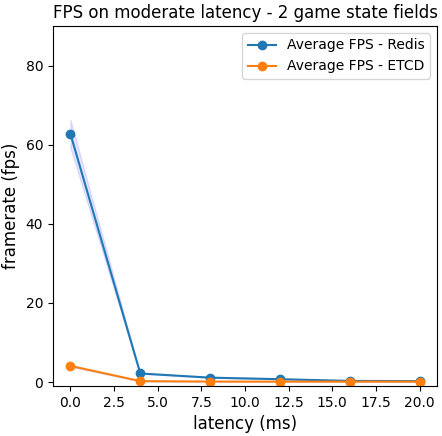 FPS on moderate latency - 2 game state fields
Average FPS - Redis
Average FPS - ETCD
framerate (fps)
80
60
40
20
0
0.0 2.5 5.0 7.5 10.0 12.5 15.0 17.5 20.0
latency (ms)